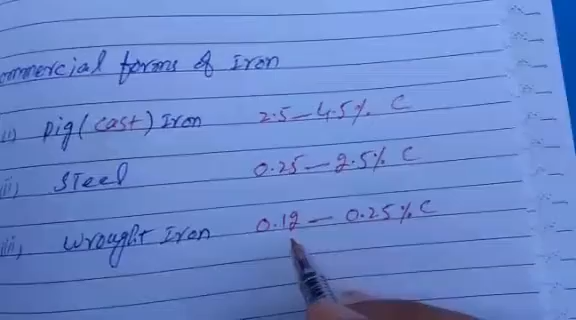 ommercial forms of Iron
(i) Pig (cast) Iron 2.5 - 4.5% C
(ii) Steel 0.25 - 2.5% C
(iii) Wrought Iron 0.12 - 0.25% C